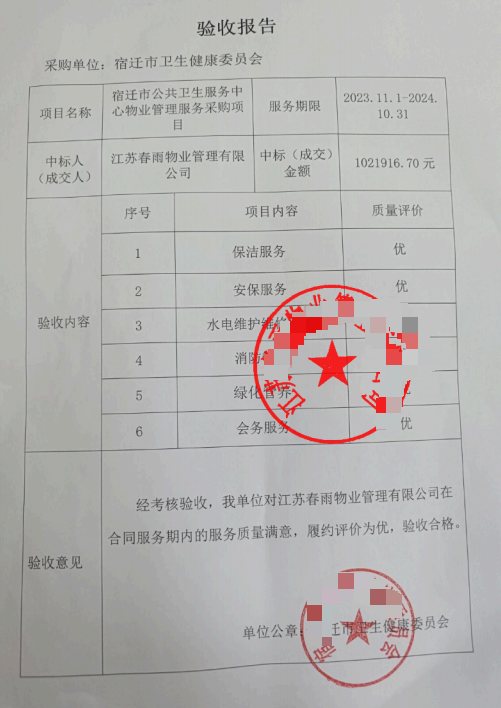 验收报告
采购单位：宿迁市卫生健康委员会
项目名称
宿迁市公共卫生服务中
心物业管理服务采购项
目
服务期限
2023.11.1-2024.
10.31
中标人
（成交人）
江苏春雨物业管理有限
公司
中标（成交）
金额
1021916.70 元
验收内容
序号 项目内容 质量评价
1 保洁服务 优
2 安保服务 优
3 水电维护维
4 消防
5 绿化管养
6 会务服务 优
验收意见
经考核验收，我单位对江苏春雨物业管理有限公司在
合同服务期内的服务质量满意，履约评价为优，验收合格。
单位公章： 迁市卫生健康委员会